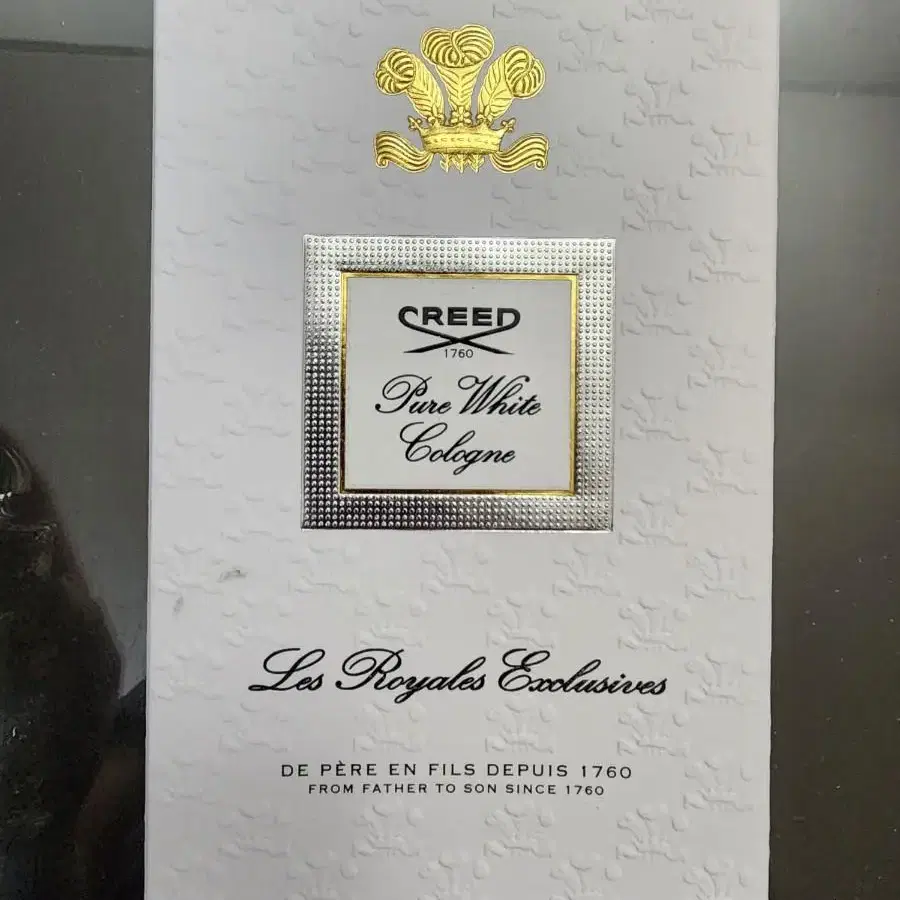 CREED
1760
Pure White
Cologne
Les Royales Exclusives
DE PÈRE EN FILS DEPUIS 1760
FROM FATHER TO SON SINCE 1760